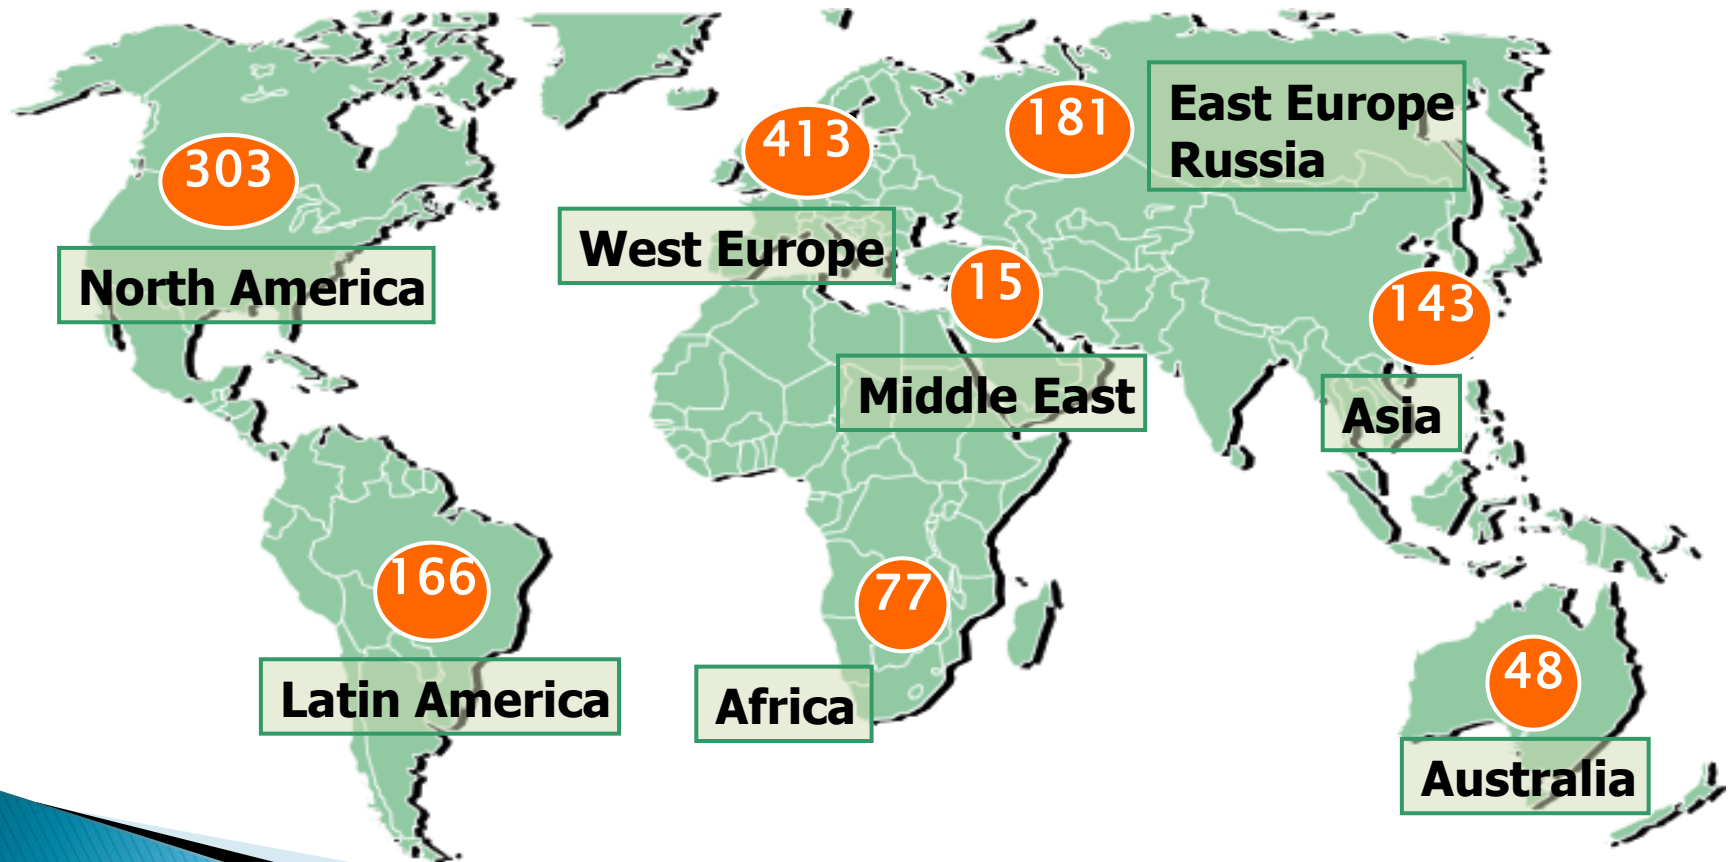 413
181
East Europe
Russia
303
West Europe
North America
15
143
Middle East
Asia
166
77
Latin America
Africa
48
Australia